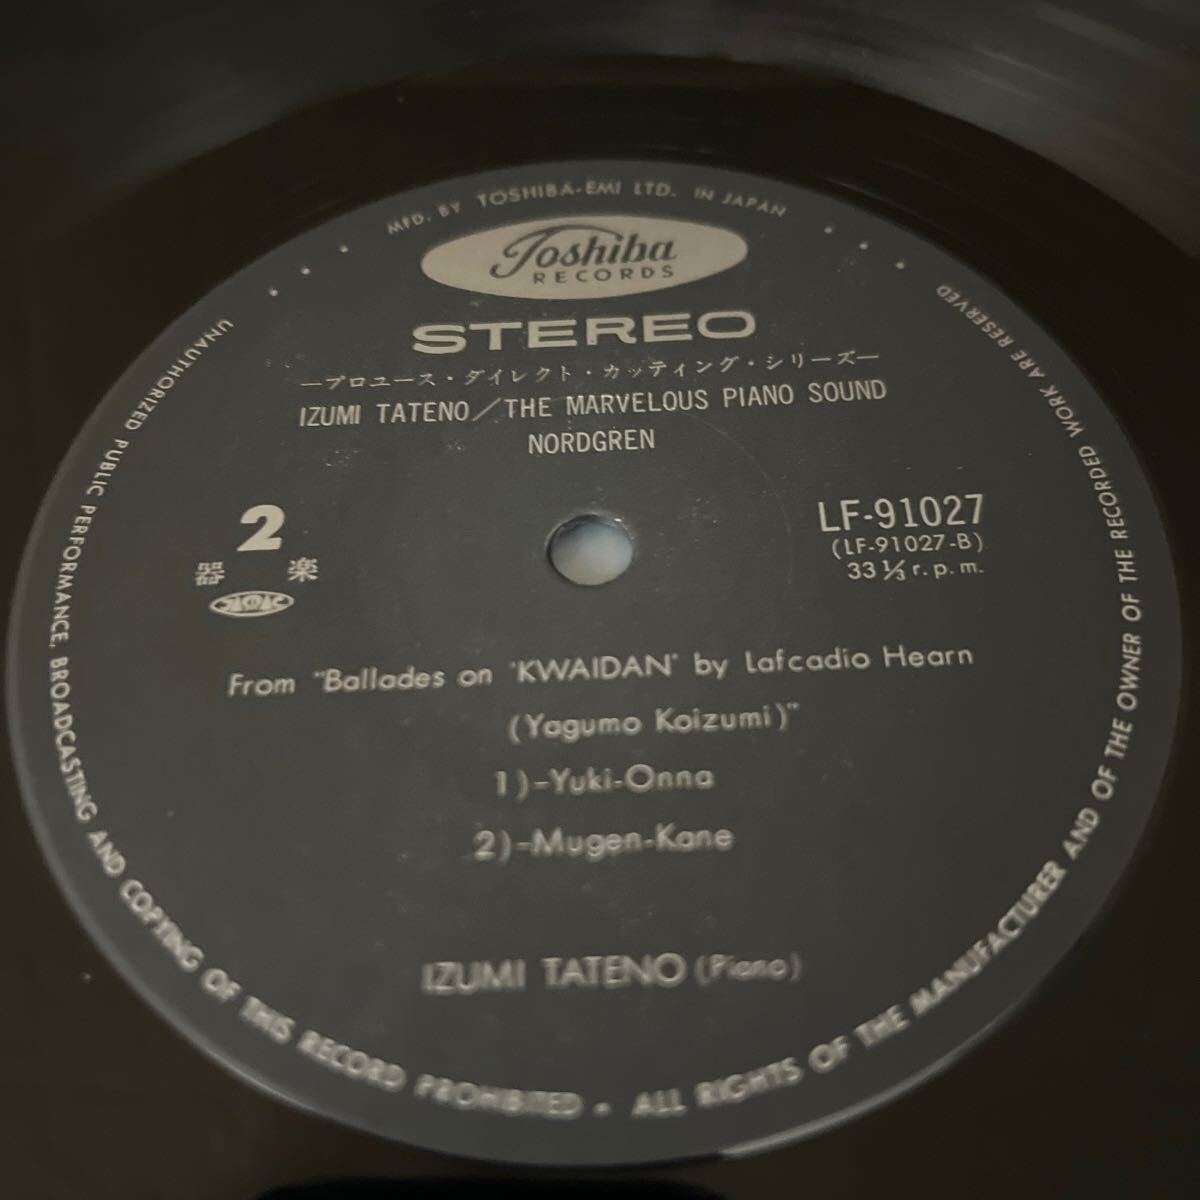 MFD. BY TOSHIBA-EMI LTD. IN JAPAN
Toshiba
RECORDS
STEREO
—プロユース・ダイレクト・カッティング・シリーズ—
IZUMI TATENO/THE MARVELOUS PIANO SOUND
NORDGREN
2
器 楽
JASRAC
LF-91027
(LF-91027-B)
33 1/3 r.p.m.
From "Ballades on 'KWAIDAN' by Lafcadio Hearn
(Yagumo Koizumi)"
1)-Yuki-Onna
2)-Mugen-Kane
IZUMI TATENO (Piano)
UNAUTHORIZED PUBLIC PERFORMANCE, BROADCASTING AND COPYING OF THIS RECORD PROHIBITED • ALL RIGHTS OF THE MANUFACTURER AND OF THE OWNER OF THE RECORDED WORK ARE RESERVED